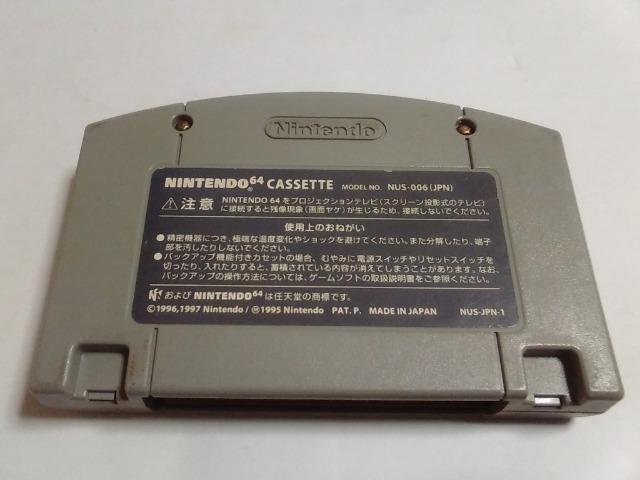 Nintendo
NINTENDO64 CASSETTE MODEL NO. NUS-006(JPN)
注意 NINTENDO 64 をプロジェクションテレビ(スクリーン投影式のテレビ)
に接続すると残像現象(画面ヤケ)が生じるため、接続しないでください。
使用上のおねがい
●精密機器につき、極端な温度変化やショックを避けてください。また分解したり、端子
部を汚したりしないでください。
●バックアップ機能付きカセットの場合、むやみに電源スイッチやリセットスイッチを
切ったり、入れたりすると、蓄積されている内容が消えてしまうことがあります。なお、
バックアップの操作方法については、ゲームソフトの取扱説明書をご参照ください。
および NINTENDO64は任天堂の商標です。
©1996,1997 Nintendo / ℗1995 Nintendo PAT. P. MADE IN JAPAN NUS-JPN-1